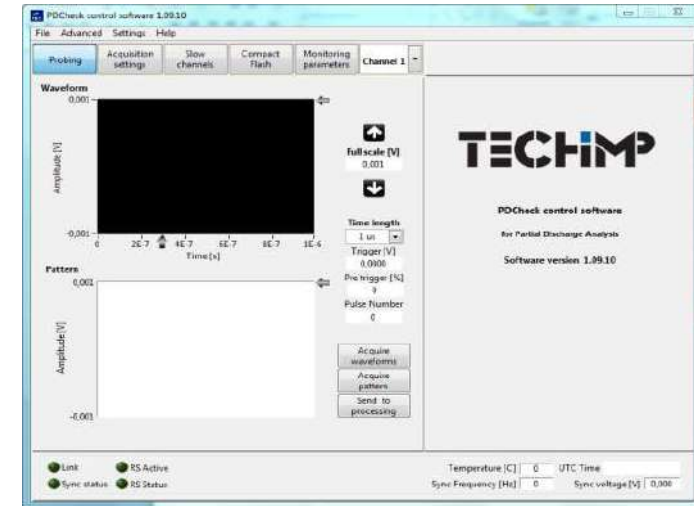 PDCheck control software 1.09.10
File Advanced Settings Help
Probing Acquisition settings Slow channels Compact Flash Monitoring parameters Channel 1
Waveform
0,001
Amplitude [V]
-0,001
0 2E-7 4E-7 6E-7 8E-7 1E-6
Time [s]
Full scale [V]
0,001
Time length
1 us
Trigger [V]
0,0000
Pre trigger [%]
0
Pulse Number
0
Pattern
0,001
Amplitude [V]
-0,001
Acquire waveforms
Acquire pattern
Send to processing
TECHIMP
PDCheck control software
for Partial Discharge Analysis
Software version 1.09.10
Link RS Active
Sync status RS Status
Temperature [C] 0 UTC Time
Sync Frequency [Hz] 0 Sync voltage [V] 0,000